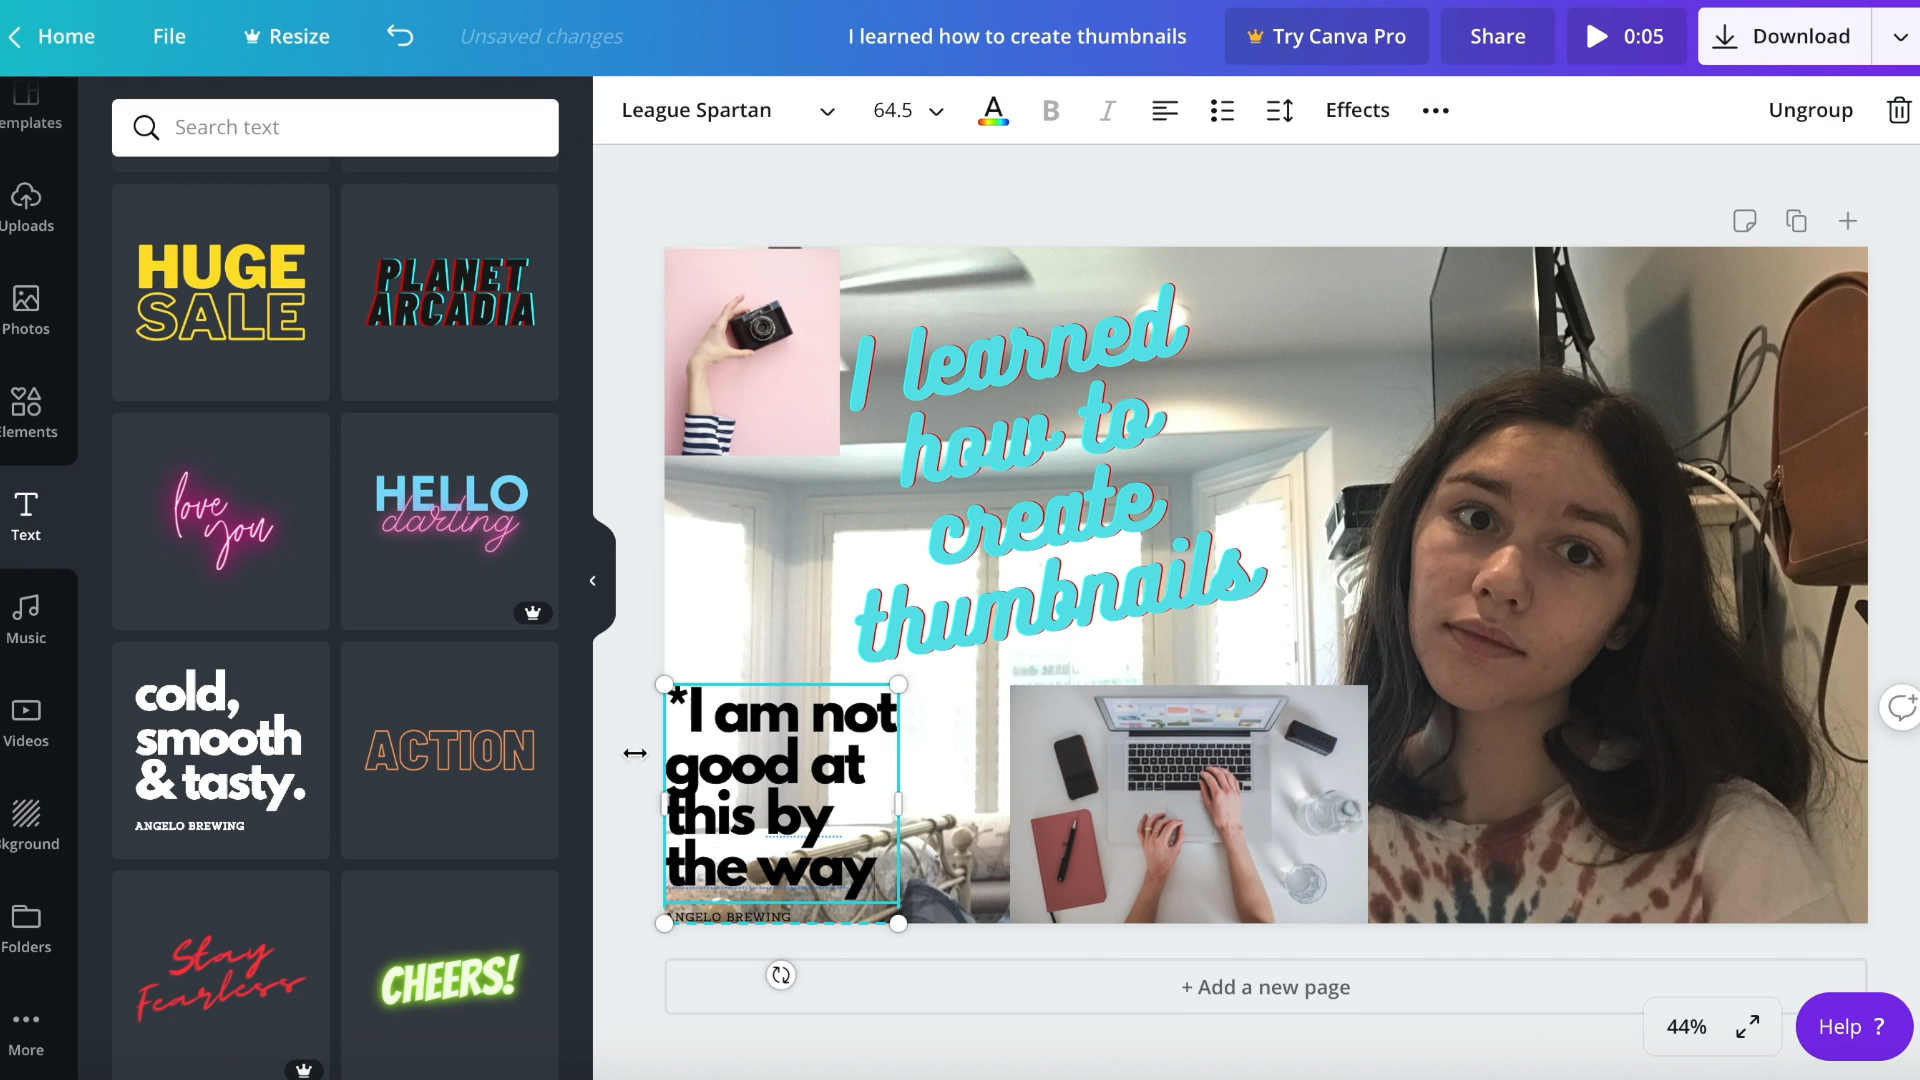 Home File Resize Unsaved changes I learned how to create thumbnails Try Canva Pro Share 0:05 Download
League Spartan 64.5 A B I Effects Ungroup
Search text
emplates
Uploads
Photos
Elements
Text
Music
Videos
kground
Folders
More
HUGE
SALE
PLANET
ARCADIA
love
you
HELLO
darling
cold,
smooth
& tasty.
ANGELO BREWING
ACTION
Stay
Fearless
CHEERS!
I learned
how to
create
thumbnails
*I am not
good at
this by
the way
ANGELO BREWING
+ Add a new page
44%
Help ?